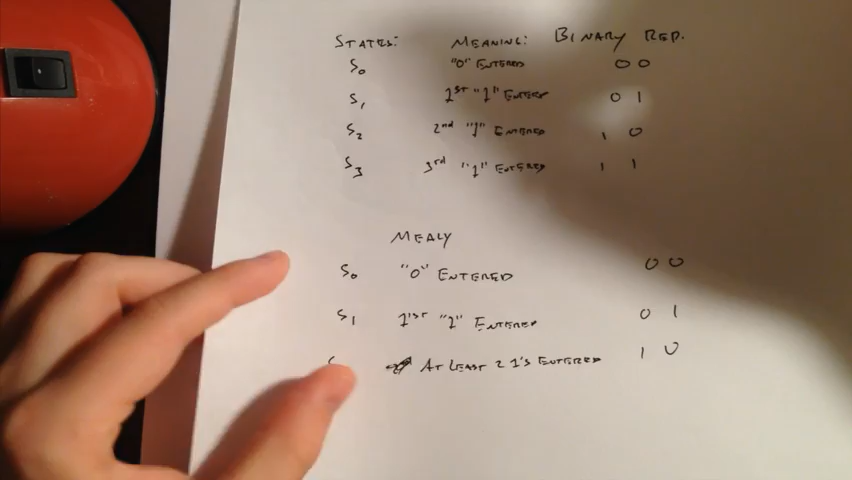 STATES: MEANING: BINARY REP.
S0 "0" ENTERED 0 0
S1 1st "1" ENTERED 0 1
S2 2nd "1" ENTERED 1 0
S3 3rd "1" ENTERED 1 1
MEALY
S0 "0" ENTERED 0 0
S1 1st "1" ENTERED 0 1
AT LEAST 2 1's ENTERED 1 0